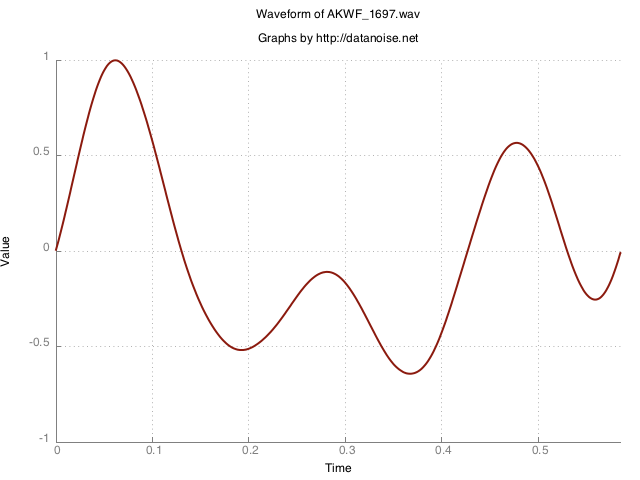 Waveform of AKWF_1697.wav
Graphs by http://datanoise.net
1
0.5
0
-0.5
-1
Value
0 0.1 0.2 0.3 0.4 0.5
Time